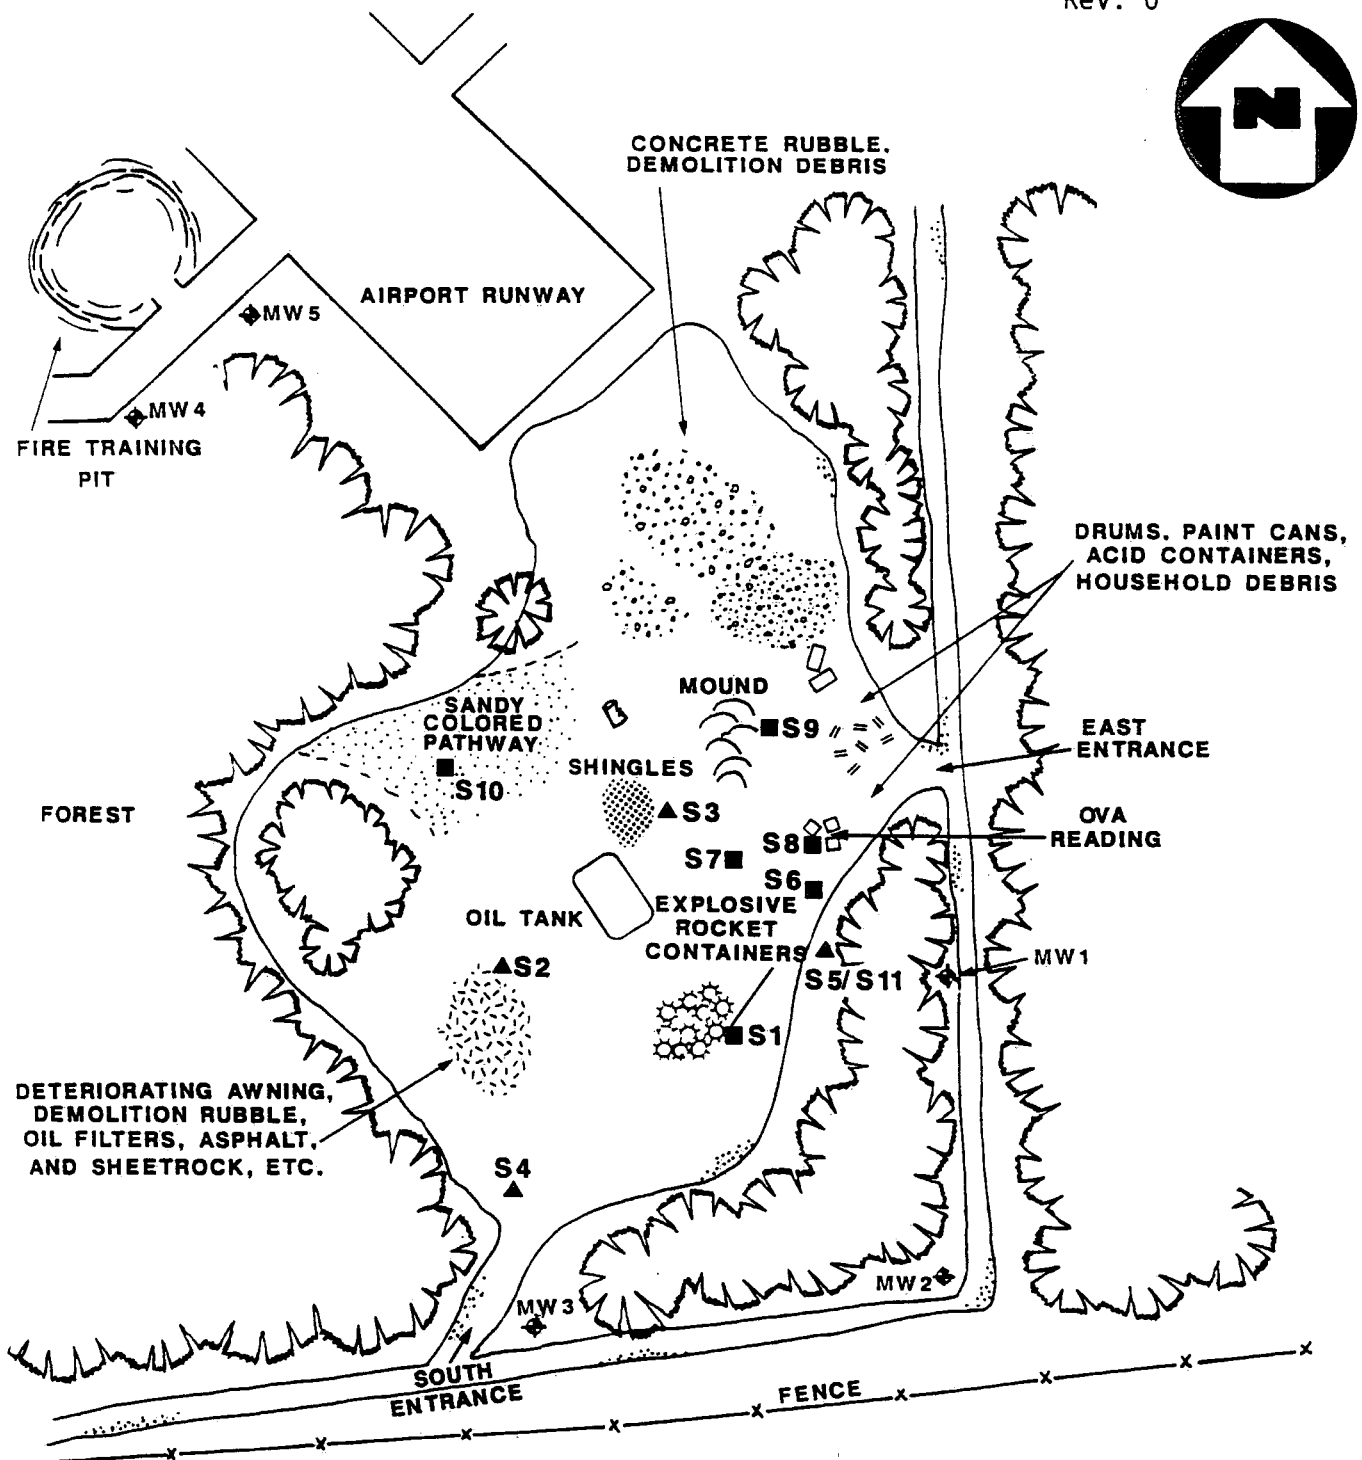 Rev. 0
N
CONCRETE RUBBLE.
DEMOLITION DEBRIS
AIRPORT RUNWAY
MW5
MW4
FIRE TRAINING
PIT
DRUMS. PAINT CANS,
ACID CONTAINERS,
HOUSEHOLD DEBRIS
MOUND
SANDY
COLORED
PATHWAY
S9
EAST
ENTRANCE
SHINGLES
S10
FOREST
S3
OVA
READING
S8
S7
S6
OIL TANK
EXPLOSIVE
ROCKET
CONTAINERS
S2
MW1
S5/S11
S1
DETERIORATING AWNING,
DEMOLITION RUBBLE,
OIL FILTERS, ASPHALT,
AND SHEETROCK, ETC.
S4
MW2
MW3
SOUTH
ENTRANCE
FENCE